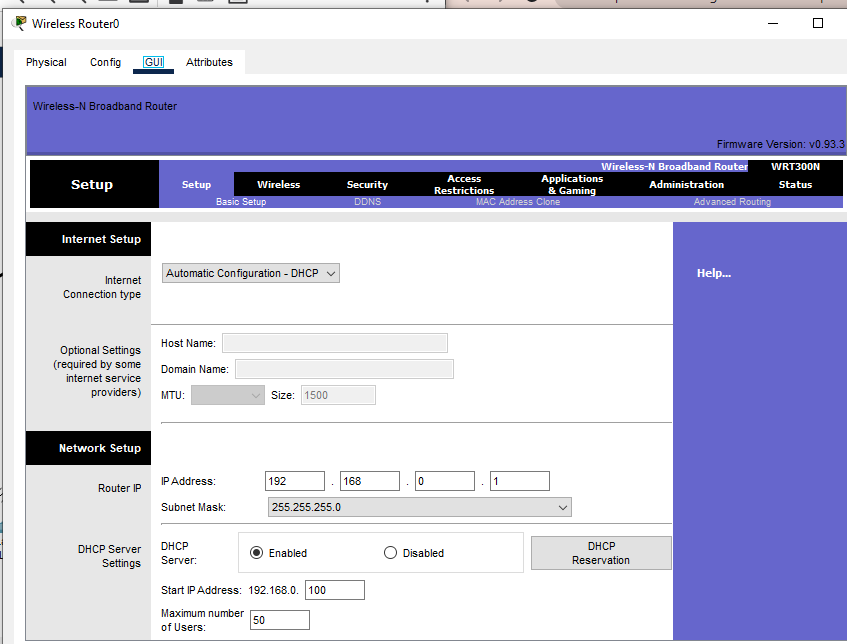 Wireless Router0
Physical Config GUI Attributes
Wireless-N Broadband Router
Firmware Version: v0.93.3
Wireless-N Broadband Router WRT300N
Setup
Setup Wireless Security Access Restrictions Applications & Gaming Administration Status
Basic Setup DDNS MAC Address Clone Advanced Routing
Internet Setup
Help...
Internet
Connection type
Automatic Configuration - DHCP
Optional Settings
(required by some
internet service
providers)
Host Name:
Domain Name:
MTU: Size: 1500
Network Setup
Router IP
IP Address: 192 . 168 . 0 . 1
Subnet Mask: 255.255.255.0
DHCP Server
Settings
DHCP
Server:
Enabled Disabled
DHCP
Reservation
Start IP Address: 192.168.0. 100
Maximum number
of Users:
50